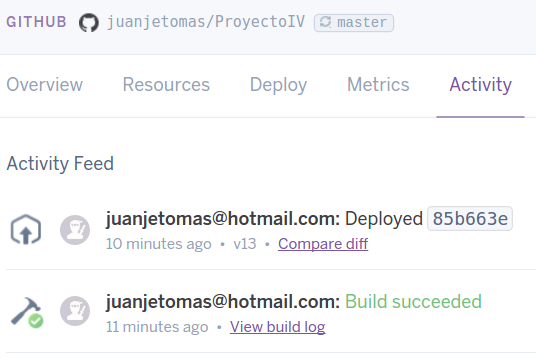 GITHUB juanjetomas/ProyectoIV master
Overview Resources Deploy Metrics Activity
Activity Feed
juanjetomas@hotmail.com: Deployed 85b663e
10 minutes ago • v13 • Compare diff
juanjetomas@hotmail.com: Build succeeded
11 minutes ago • View build log